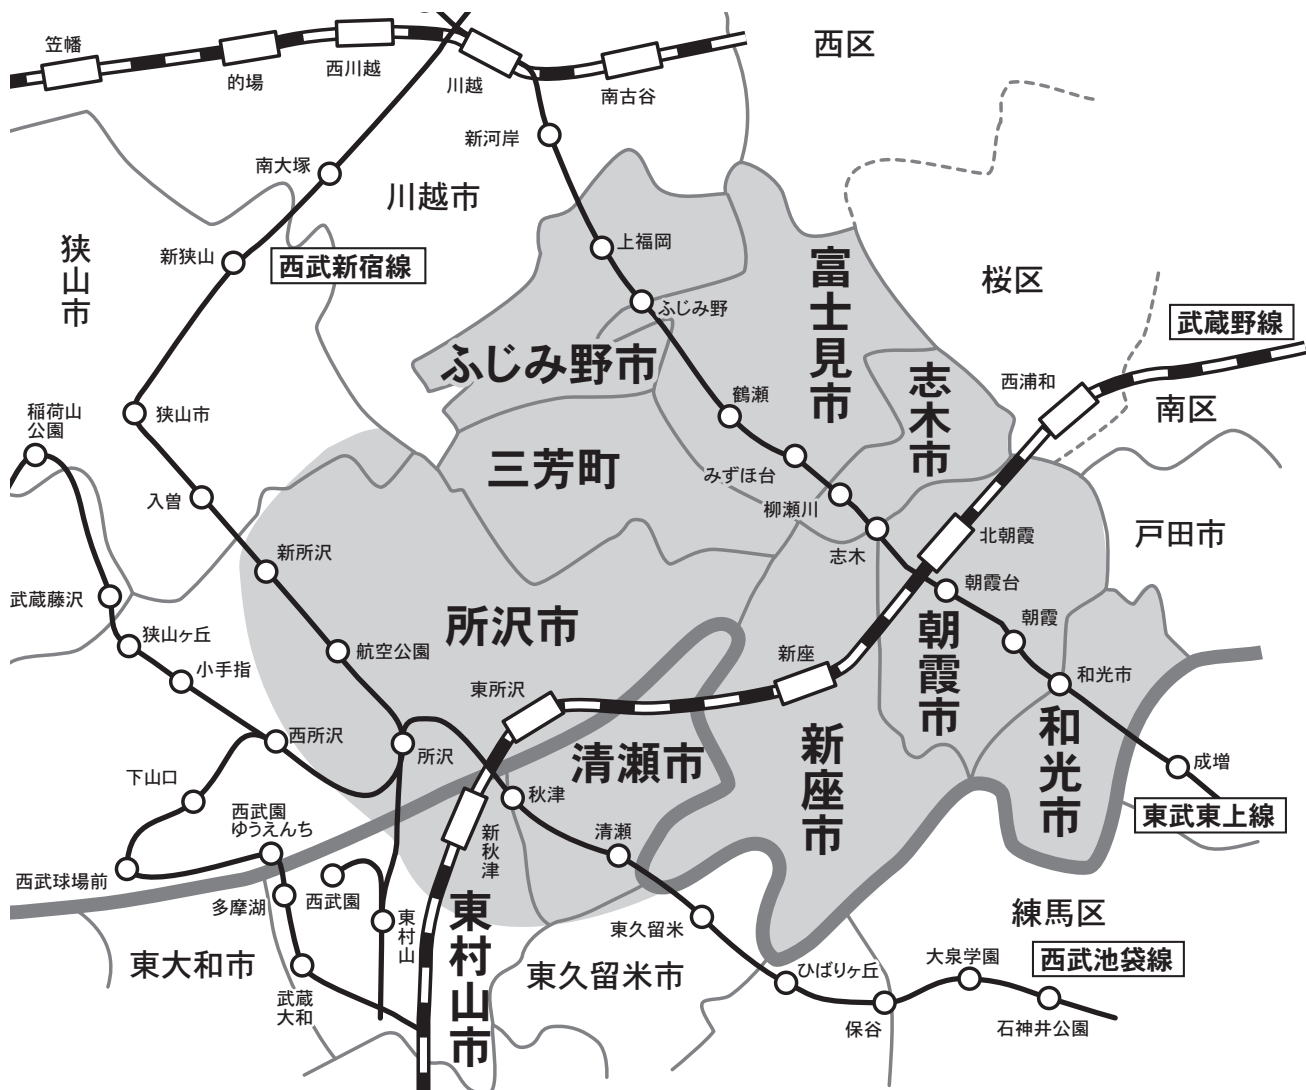 西区
笠幡
的場
西川越
川越
南古谷
新河岸
南大塚
川越市
狭山市
新狭山
西武新宿線
上福岡
富士見市
桜区
ふじみ野
武蔵野線
ふじみ野市
志木市
西浦和
南区
鶴瀬
狭山市
稲荷山
公園
三芳町
みずほ台
柳瀬川
入曽
志木
北朝霞
戸田市
新所沢
武蔵藤沢
朝霞台
所沢市
朝霞市
朝霞
狭山ヶ丘
航空公園
小手指
新座
和光市
東所沢
西所沢
所沢
清瀬市
新座市
和光市
成増
下山口
秋津
西武園
ゆうえんち
新秋津
清瀬
東武東上線
西武球場前
多摩湖
西武園
東村山
東村山市
東久留米
練馬区
東大和市
東久留米市
ひばりヶ丘
大泉学園
西武池袋線
武蔵
大和
保谷
石神井公園